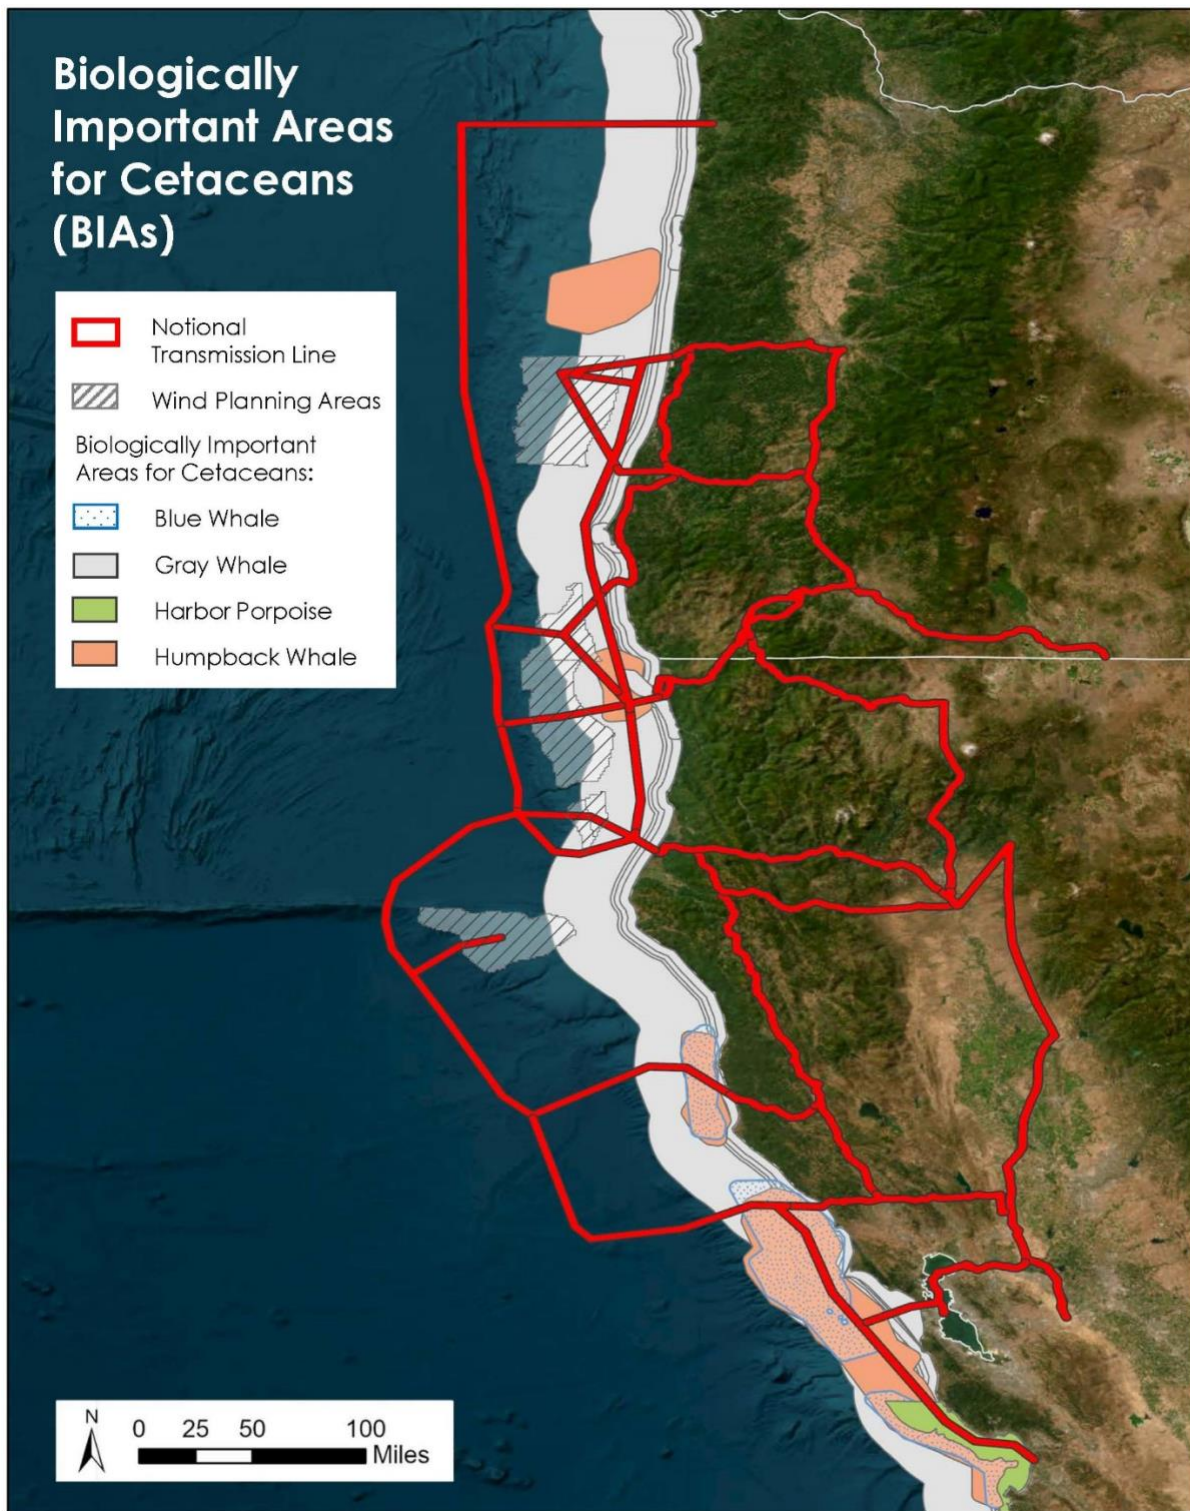 Biologically
Important Areas
for Cetaceans
(BIAs)
Notional
Transmission Line
Wind Planning Areas
Biologically Important
Areas for Cetaceans:
Blue Whale
Gray Whale
Harbor Porpoise
Humpback Whale
N
0 25 50 100
Miles